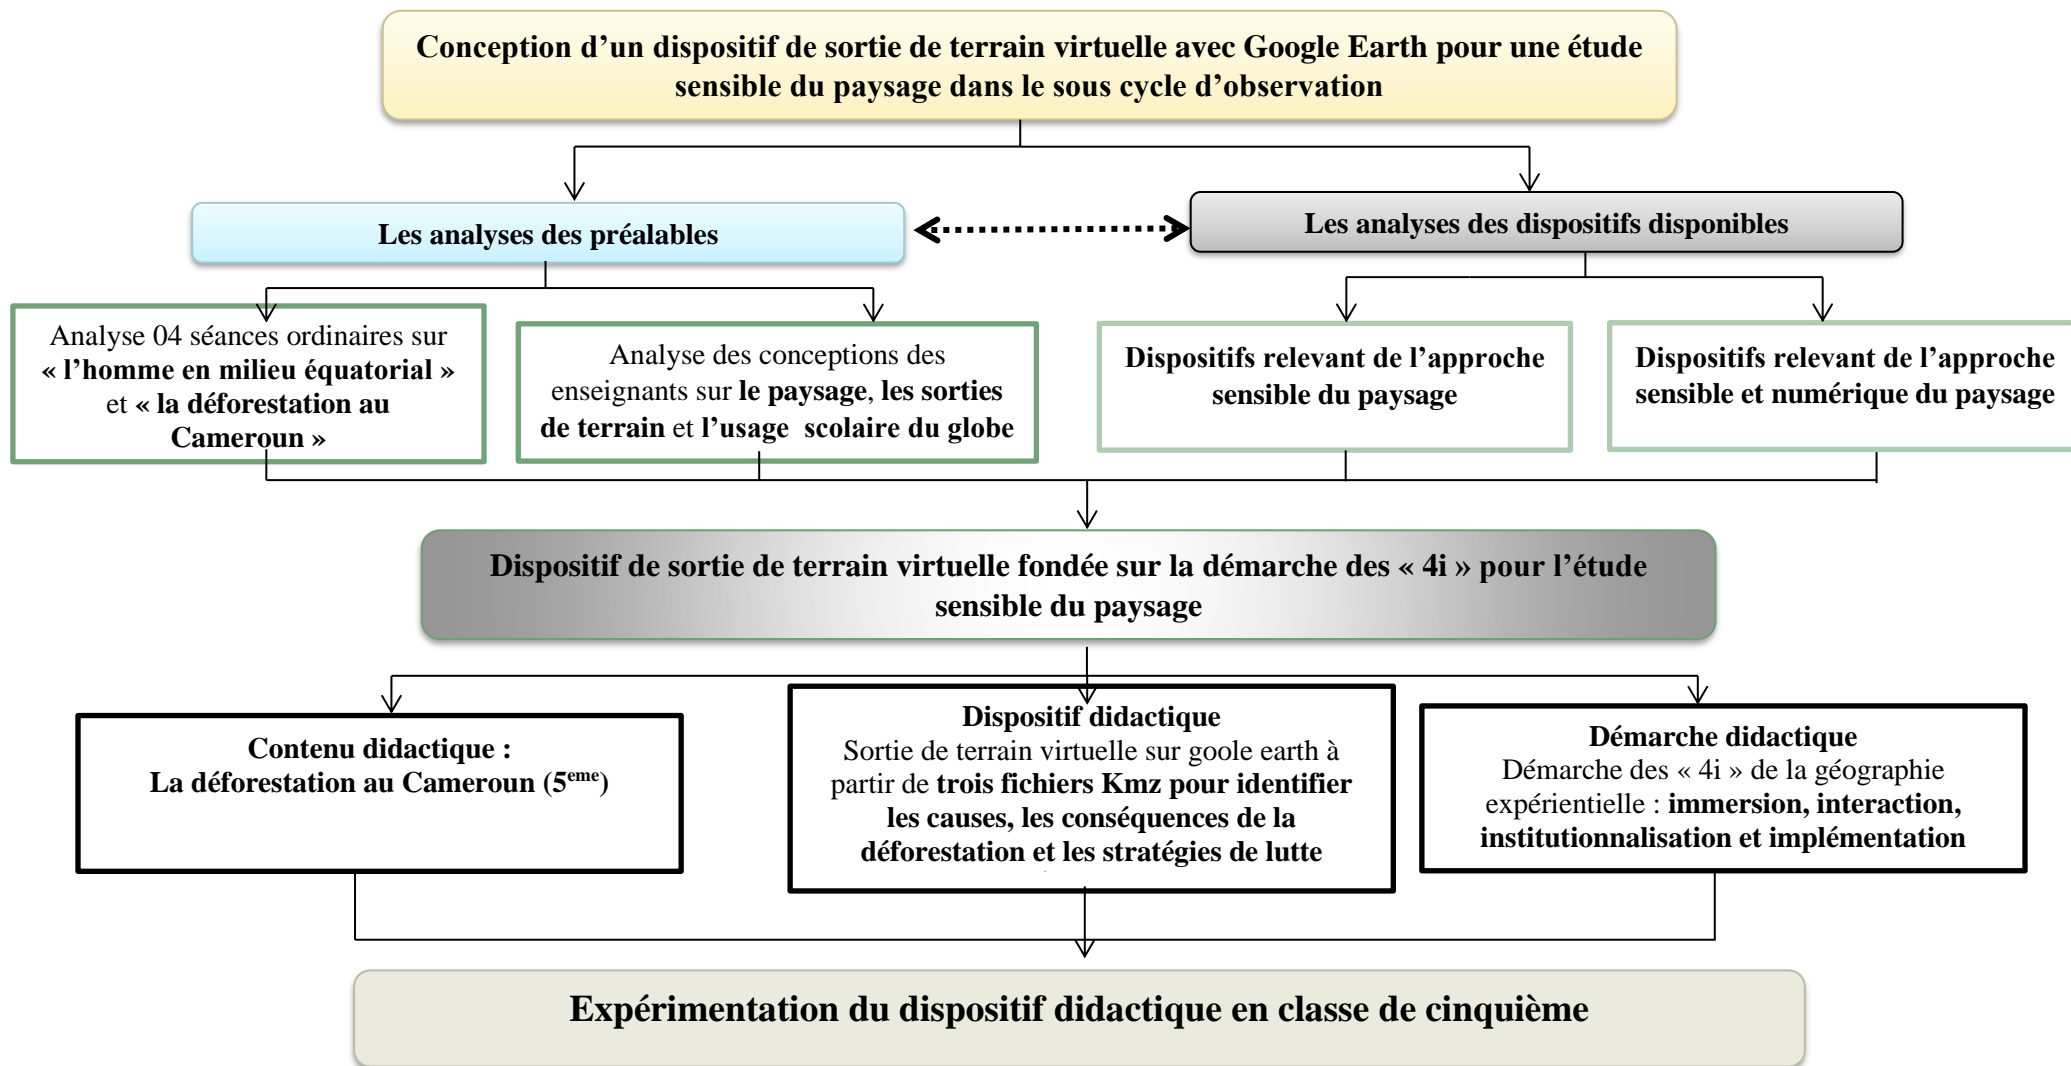 Conception d’un dispositif de sortie de terrain virtuelle avec Google Earth pour une étude
sensible du paysage dans le sous cycle d’observation
Les analyses des préalables
Les analyses des dispositifs disponibles
Analyse 04 séances ordinaires sur
« l’homme en milieu équatorial »
et « la déforestation au
Cameroun »
Analyse des conceptions des
enseignants sur le paysage, les sorties
de terrain et l’usage scolaire du globe
Dispositifs relevant de l’approche
sensible du paysage
Dispositifs relevant de l’approche
sensible et numérique du paysage
Dispositif de sortie de terrain virtuelle fondée sur la démarche des « 4i » pour l’étude
sensible du paysage
Contenu didactique :
La déforestation au Cameroun (5eme)
Dispositif didactique
Sortie de terrain virtuelle sur goole earth à
partir de trois fichiers Kmz pour identifier
les causes, les conséquences de la
déforestation et les stratégies de lutte
Démarche didactique
Démarche des « 4i » de la géographie
expérientielle : immersion, interaction,
institutionnalisation et implémentation
Expérimentation du dispositif didactique en classe de cinquième